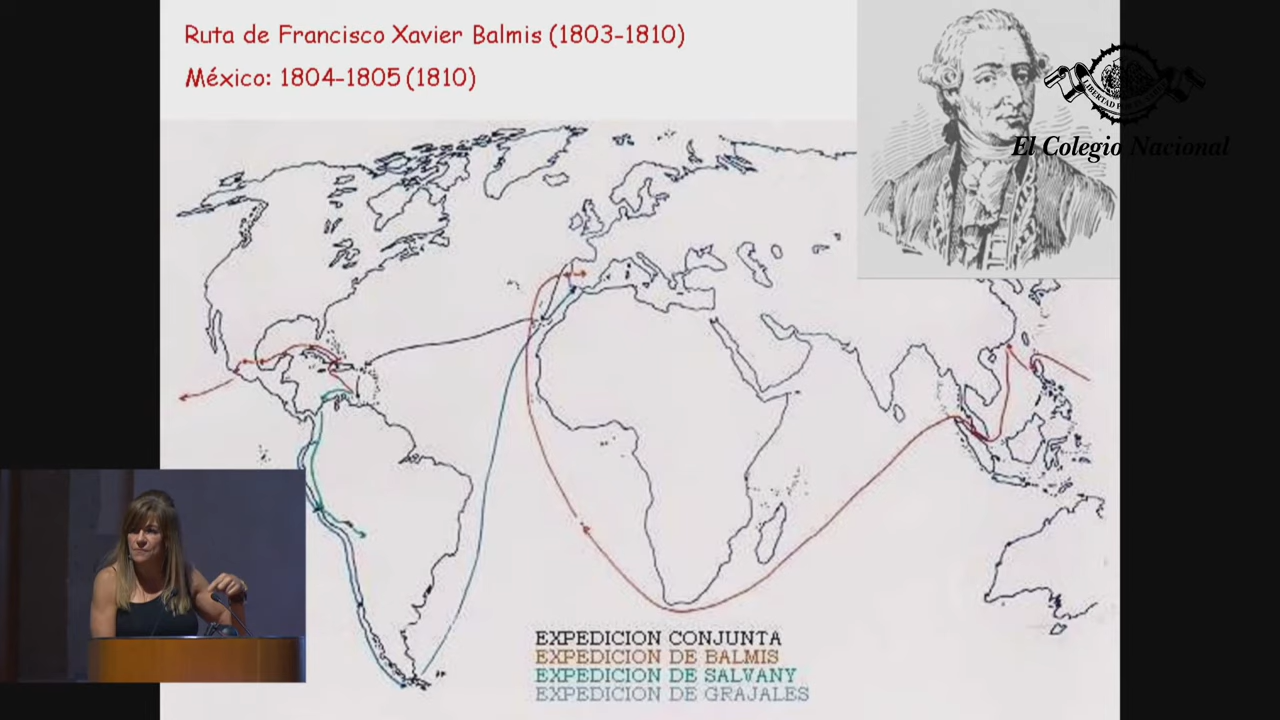 Ruta de Francisco Xavier Balmis (1803-1810)
México: 1804-1805 (1810)
El Colegio Nacional
EXPEDICION CONJUNTA
EXPEDICION DE BALMIS
EXPEDICION DE SALVANY
EXPEDICION DE GRAJALES